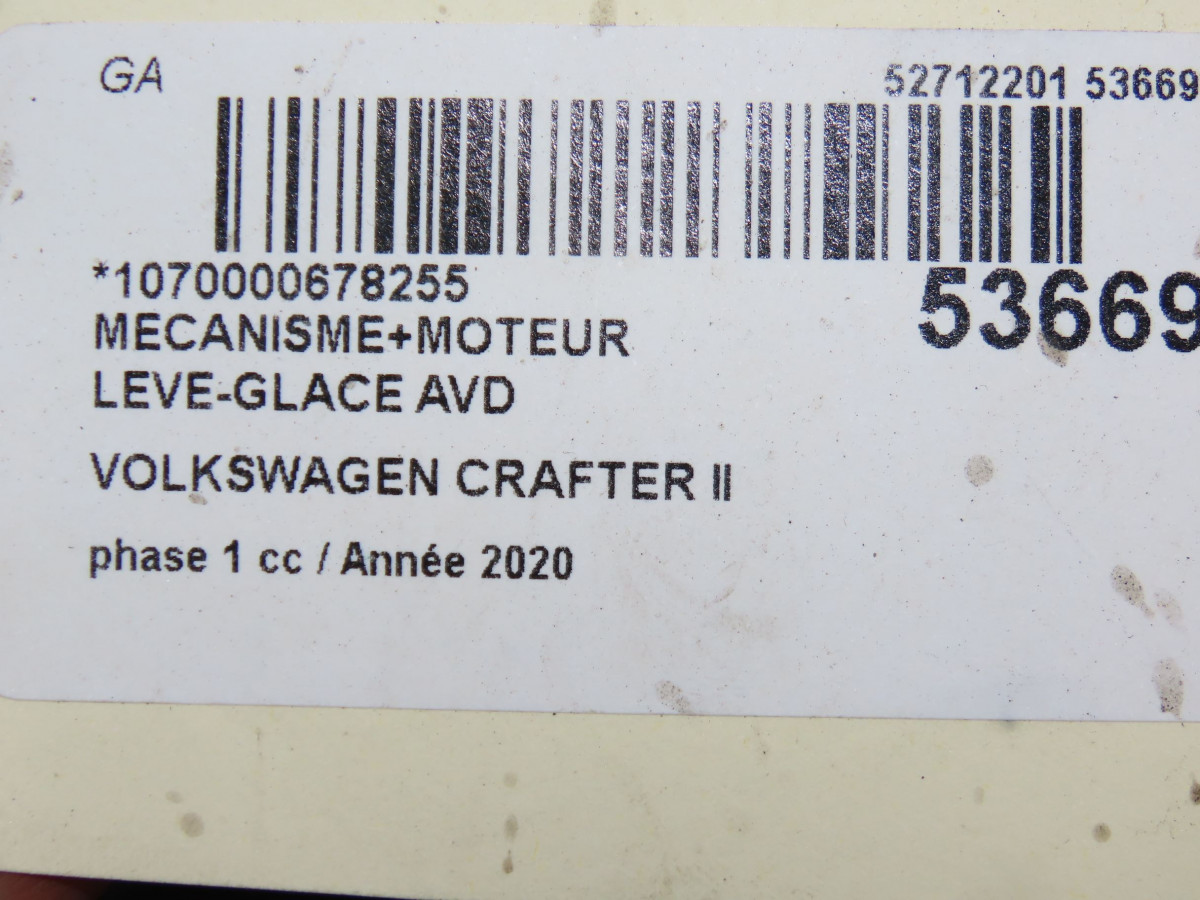 GA
52712201 53669
*1070000678255
53669
MECANISME+MOTEUR
LEVE-GLACE AVD
VOLKSWAGEN CRAFTER II
phase 1 cc / Année 2020